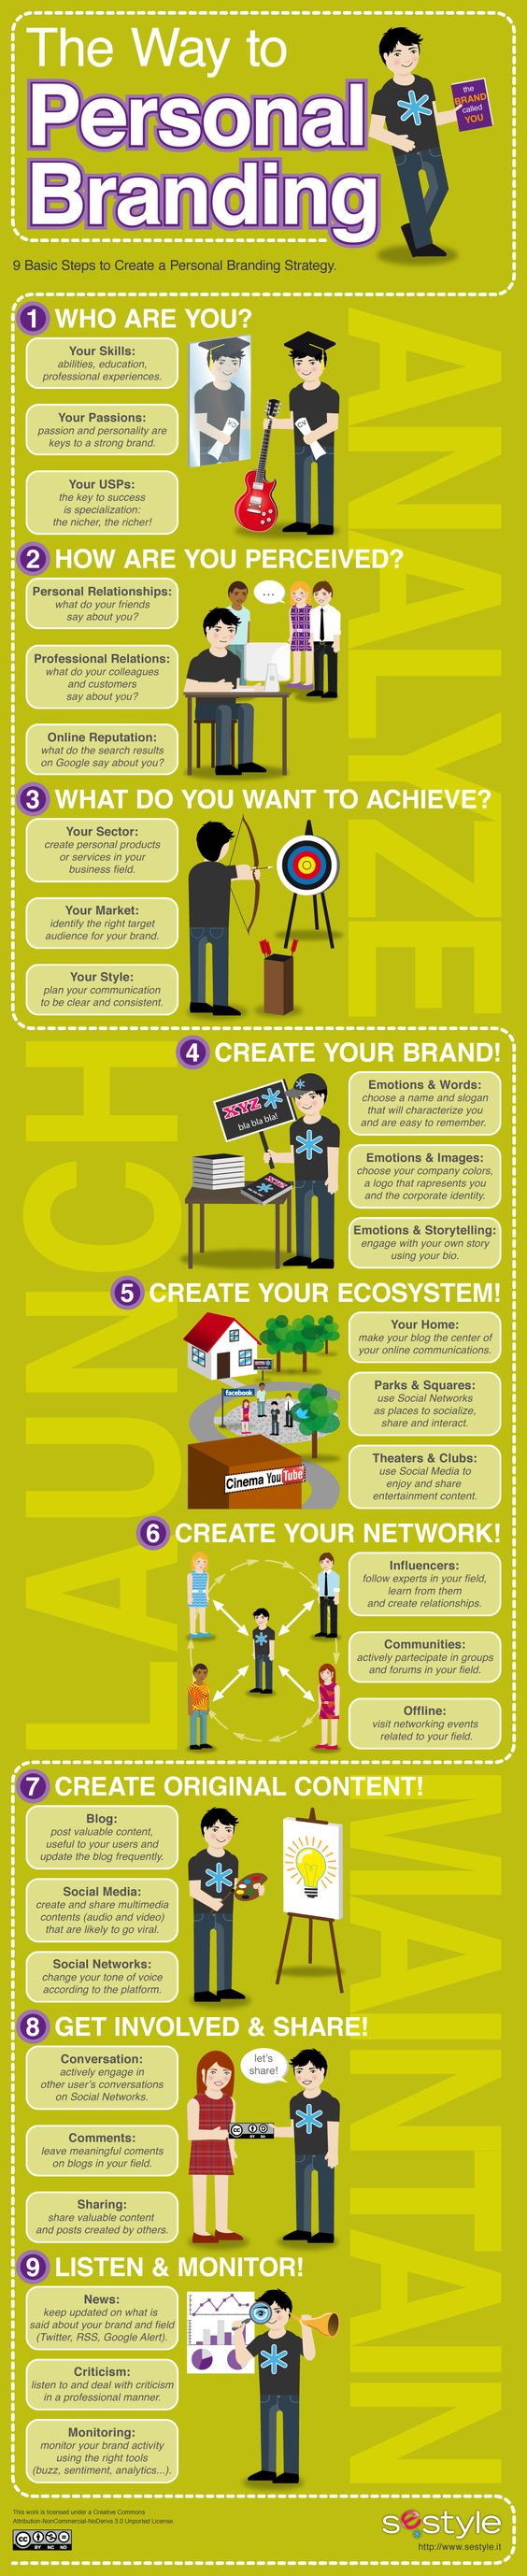 The Way to
Personal
Branding
the
BRAND
called
YOU
9 Basic Steps to Create a Personal Branding Strategy.
ANALYZE
1 WHO ARE YOU?
Your Skills:
abilities, education,
professional experiences.
Your Passions:
passion and personality are
keys to a strong brand.
Your USPs:
the key to success
is specialization:
the nicher, the richer!
CV
CV
2 HOW ARE YOU PERCEIVED?
Personal Relationships:
what do your friends
say about you?
Professional Relations:
what do your colleagues
and customers
say about you?
Online Reputation:
what do the search results
on Google say about you?
...
3 WHAT DO YOU WANT TO ACHIEVE?
Your Sector:
create personal products
or services in your
business field.
Your Market:
identify the right target
audience for your brand.
Your Style:
plan your communication
to be clear and consistent.
LAUNCH
4 CREATE YOUR BRAND!
XYZ
bla bla bla!
XYZ
Emotions & Words:
choose a name and slogan
that will characterize you
and are easy to remember.
Emotions & Images:
choose your company colors,
a logo that rapresents you
and the corporate identity.
Emotions & Storytelling:
engage with your own story
using your bio.
5 CREATE YOUR ECOSYSTEM!
facebook
Cinema YouTube
Your Home:
make your blog the center of
your online communications.
Parks & Squares:
use Social Networks
as places to socialize,
share and interact.
Theaters & Clubs:
use Social Media to
enjoy and share
entertainment content.
6 CREATE YOUR NETWORK!
Influencers:
follow experts in your field,
learn from them
and create relationships.
Communities:
actively partecipate in groups
and forums in your field.
Offline:
visit networking events
related to your field.
MAINTAIN
7 CREATE ORIGINAL CONTENT!
Blog:
post valuable content,
useful to your users and
update the blog frequently.
Social Media:
create and share multimedia
contents (audio and video)
that are likely to go viral.
Social Networks:
change your tone of voice
according to the platform.
8 GET INVOLVED & SHARE!
Conversation:
actively engage in
other user's conversations
on Social Networks.
Comments:
leave meaningful coments
on blogs in your field.
Sharing:
share valuable content
and posts created by others.
let's
share!
cc
BY SA
9 LISTEN & MONITOR!
News:
keep updated on what is
said about your brand and field
(Twitter, RSS, Google Alert).
Criticism:
listen to and deal with criticism
in a professional manner.
Monitoring:
monitor your brand activity
using the right tools
(buzz, sentiment, analytics...).
This work is licensed under a Creative Commons
Attribution-NonCommercial-NoDerivs 3.0 Unported License.
cc
BY NC ND
sestyle
http://www.sestyle.it